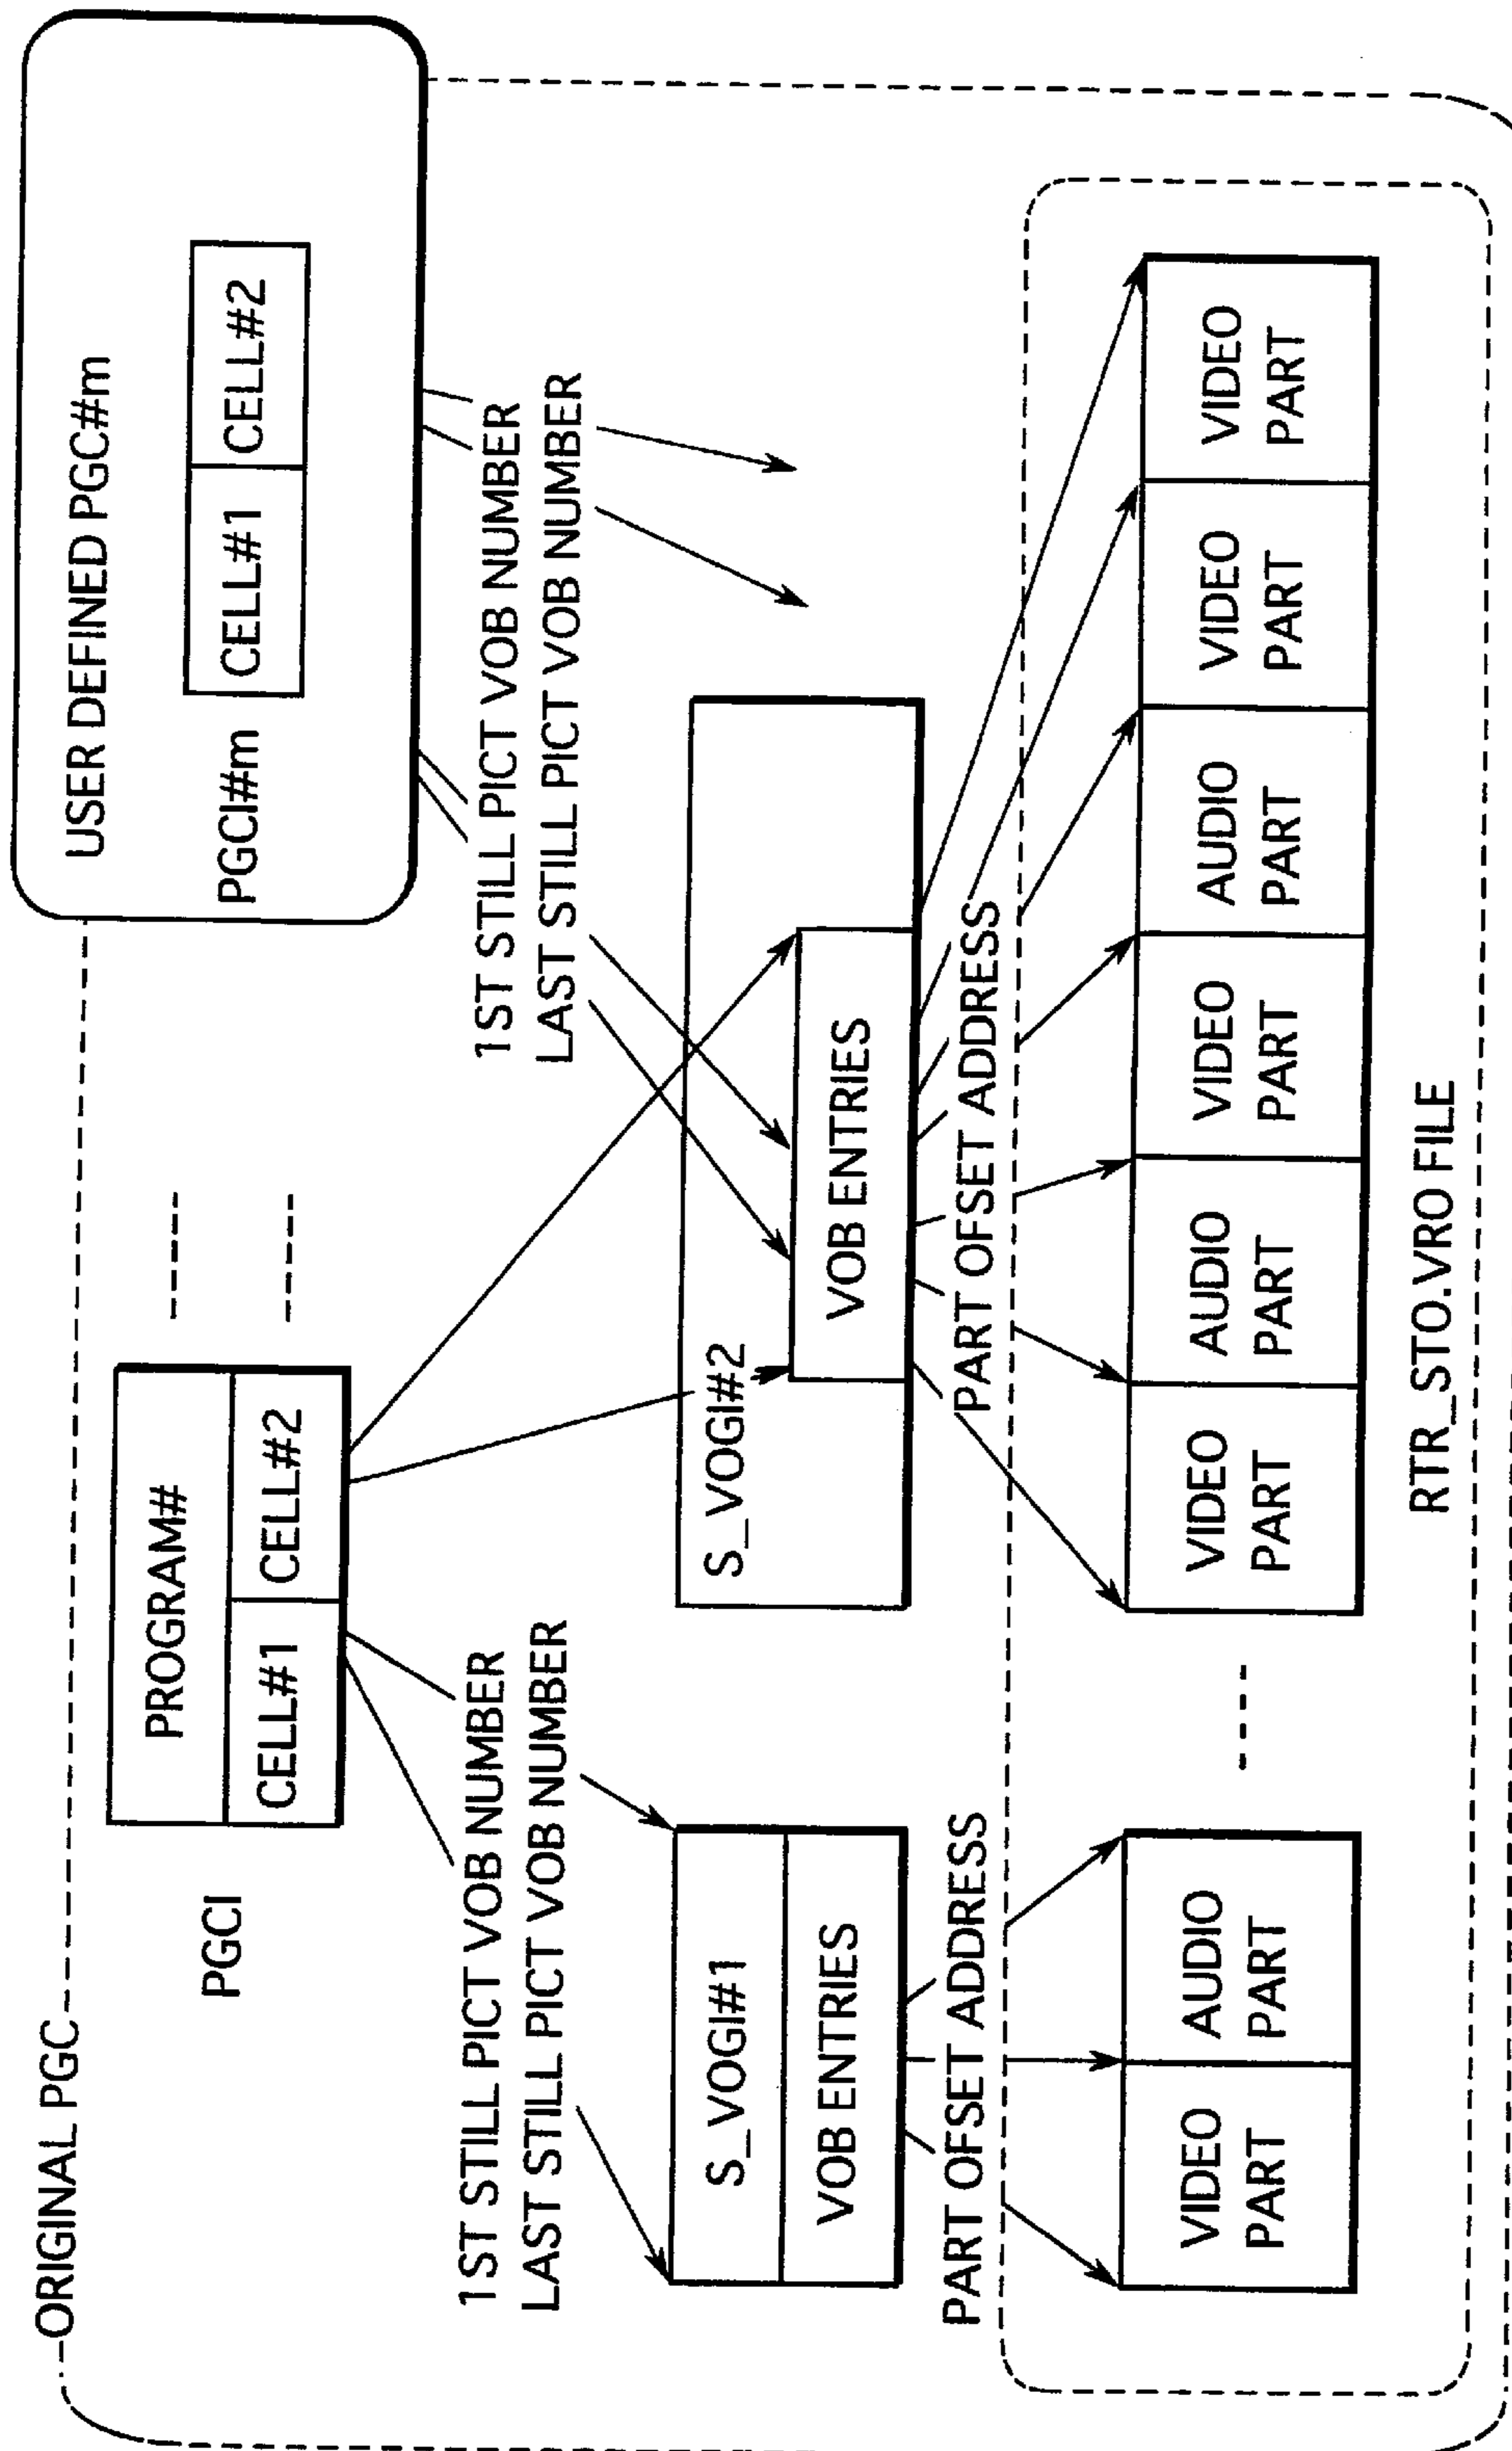 ORIGINAL PGC
USER DEFINED PGC#m
PGCI
PROGRAM#
CELL#1
CELL#2
PGCI#m
CELL#1
CELL#2
1ST STILL PICT VOB NUMBER
LAST STILL PICT VOB NUMBER
1ST STILL PICT VOB NUMBER
LAST STILL PICT VOB NUMBER
S_VOGI#1
VOB ENTRIES
S_VOGI#2
VOB ENTRIES
PART OFSET ADDRESS
PART OFSET ADDRESS
VIDEO
PART
AUDIO
PART
VIDEO
PART
AUDIO
PART
VIDEO
PART
AUDIO
PART
VIDEO
PART
VIDEO
PART
RTR_STO.VRO FILE